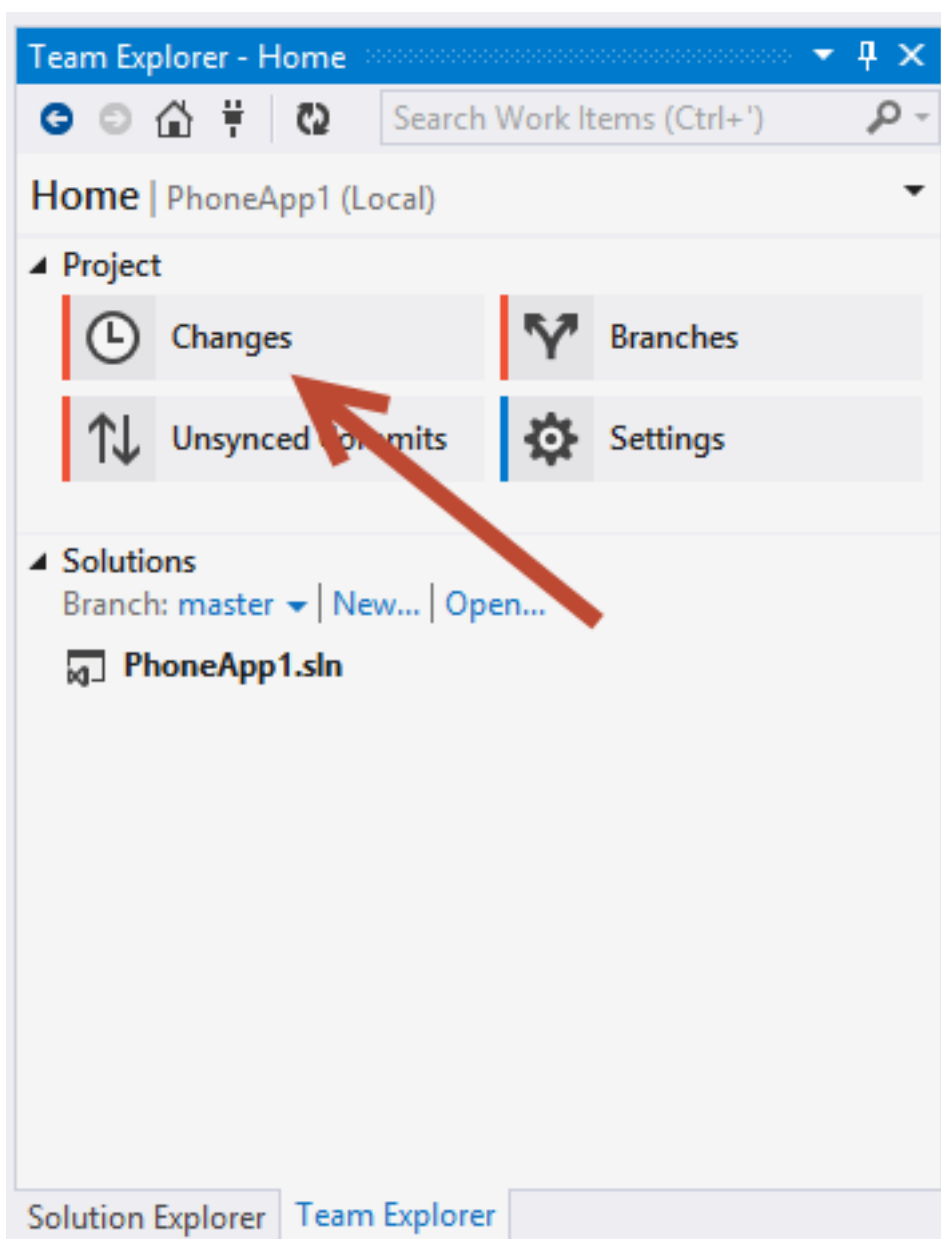 Team Explorer - Home
Search Work Items (Ctrl+')
Home | PhoneApp1 (Local)
Project
Changes
Branches
Unsynced Commits
Settings
Solutions
Branch: master | New... | Open...
PhoneApp1.sln
Solution Explorer
Team Explorer